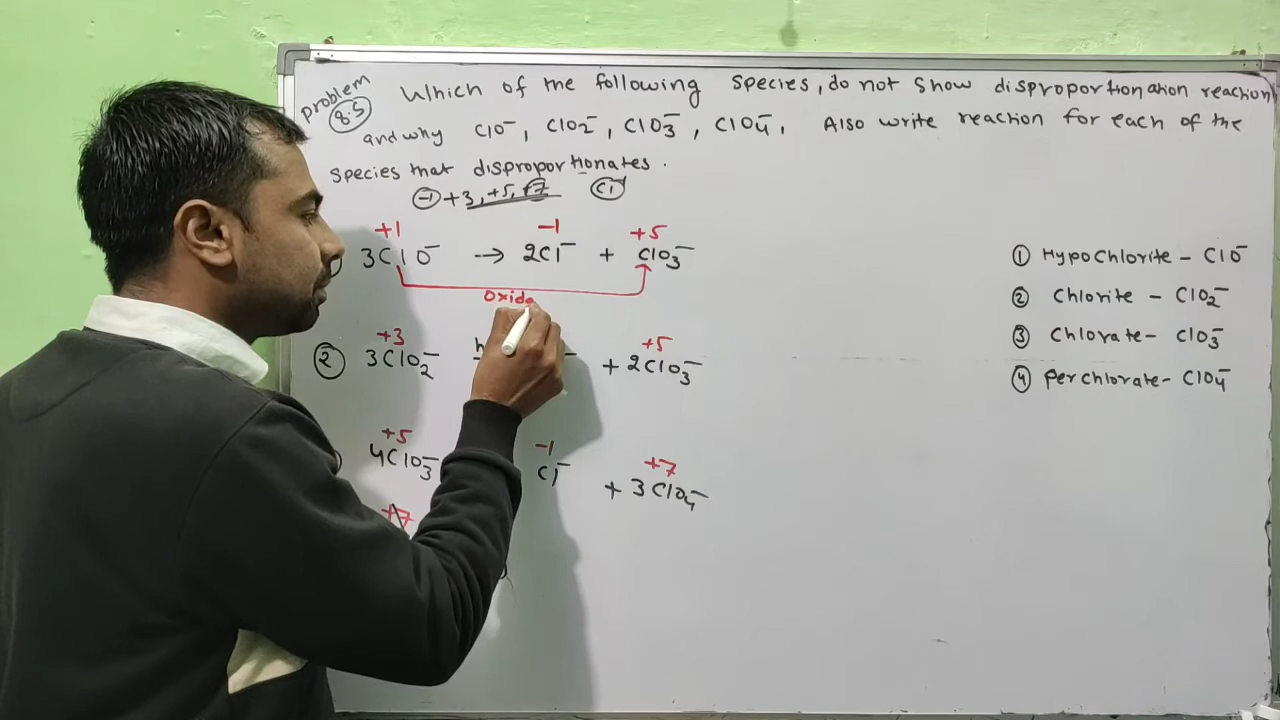 problem 8.5 Which of the following species, do not show disproportionation reaction
and why ClO⁻, ClO₂⁻, ClO₃⁻, ClO₄⁻. Also write reaction for each of the
species that disproportionates.
-1 +3, +5, +7 Cl⁻
+1 -1 +5
3ClO⁻ → 2Cl⁻ + ClO₃⁻
Oxida
+3 +5
② 3ClO₂⁻ + 2ClO₃⁻
+5 -1 +7
4ClO₃⁻ Cl⁻ + 3ClO₄⁻
+7
① Hypochlorite - ClO⁻
② Chlorite - ClO₂⁻
③ Chlorate - ClO₃⁻
④ perchlorate - ClO₄⁻